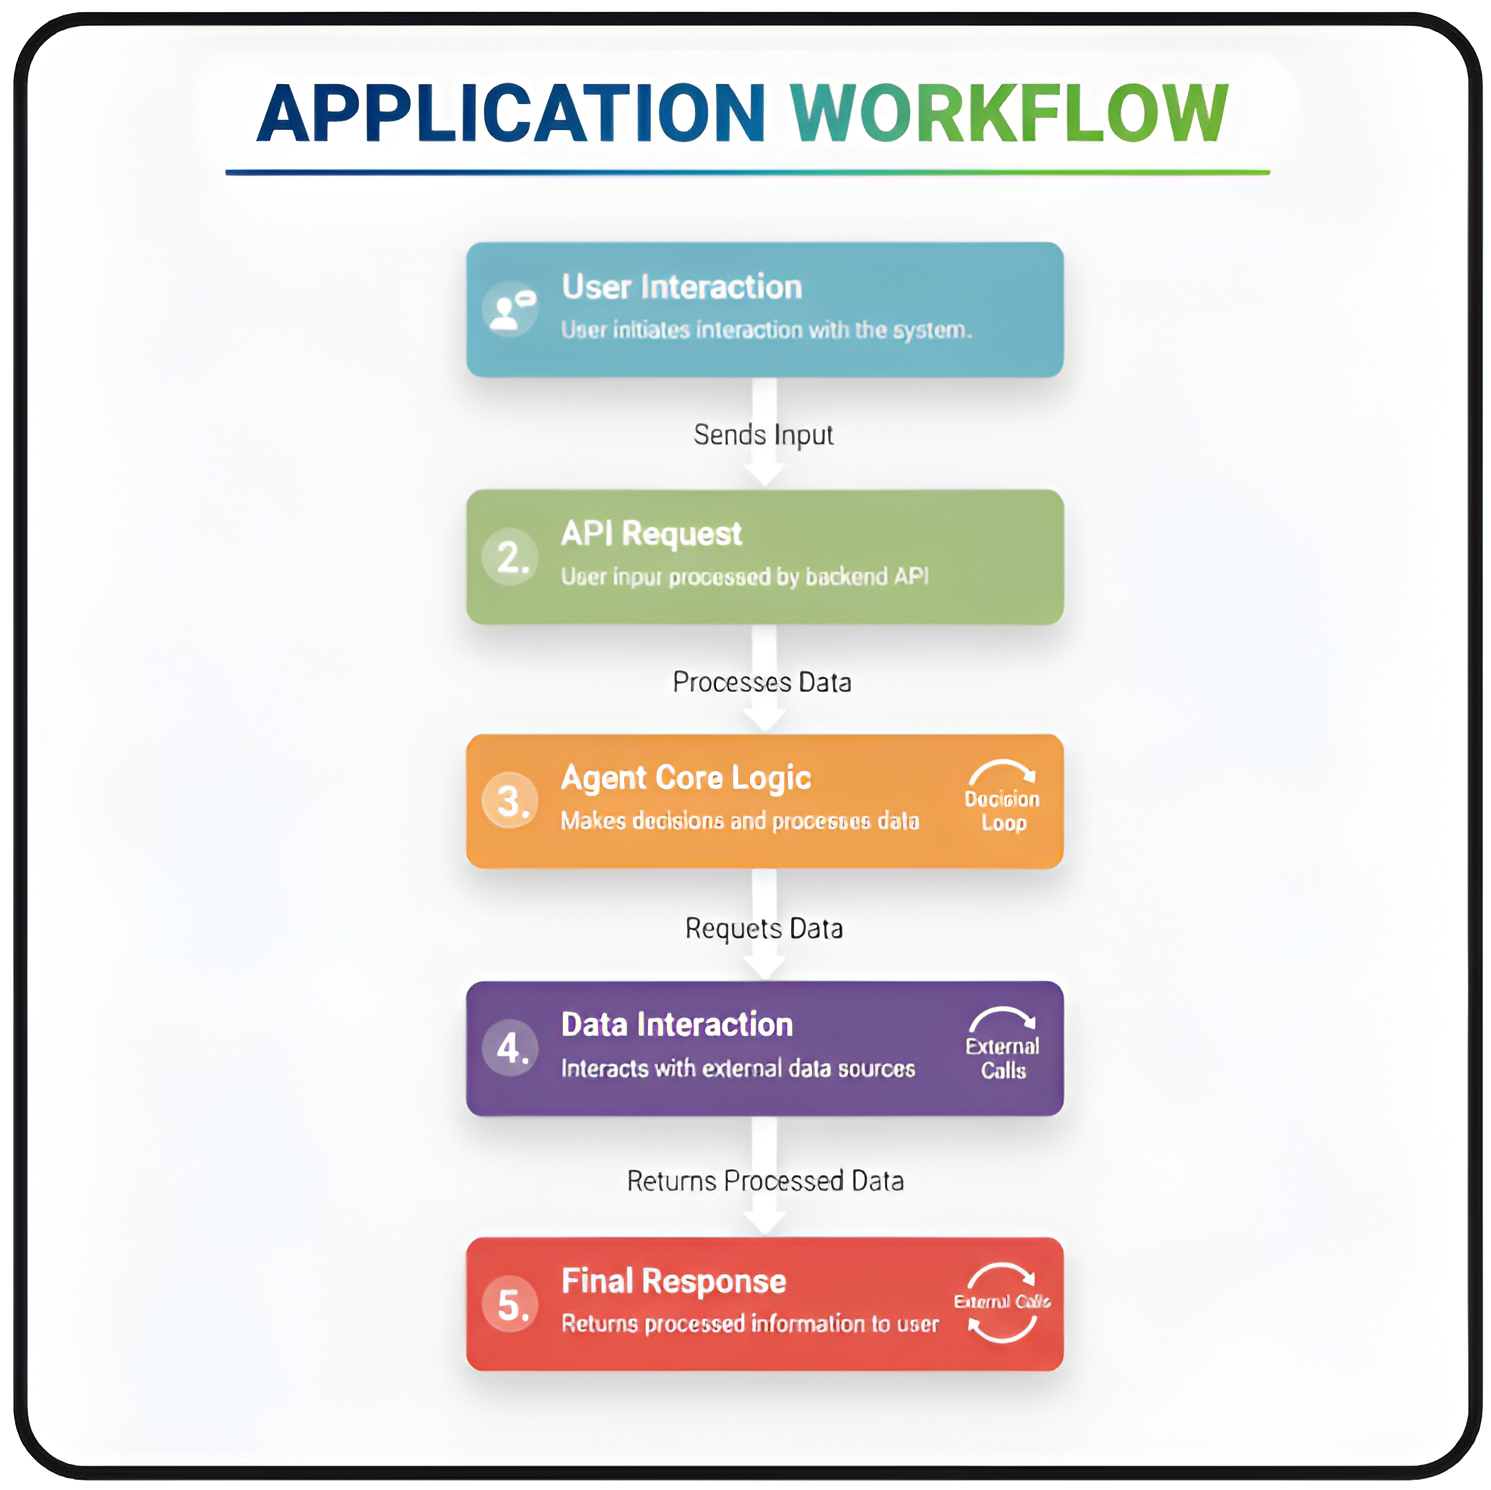 APPLICATION WORKFLOW
User Interaction
User initiates interaction with the system.
Sends Input
2.
API Request
User input processed by backend API
Processes Data
3.
Agent Core Logic
Makes decisions and processes data
Decision
Loop
Requets Data
4.
Data Interaction
Interacts with external data sources
External
Calls
Returns Processed Data
5.
Final Response
Returns processed information to user
External Calls